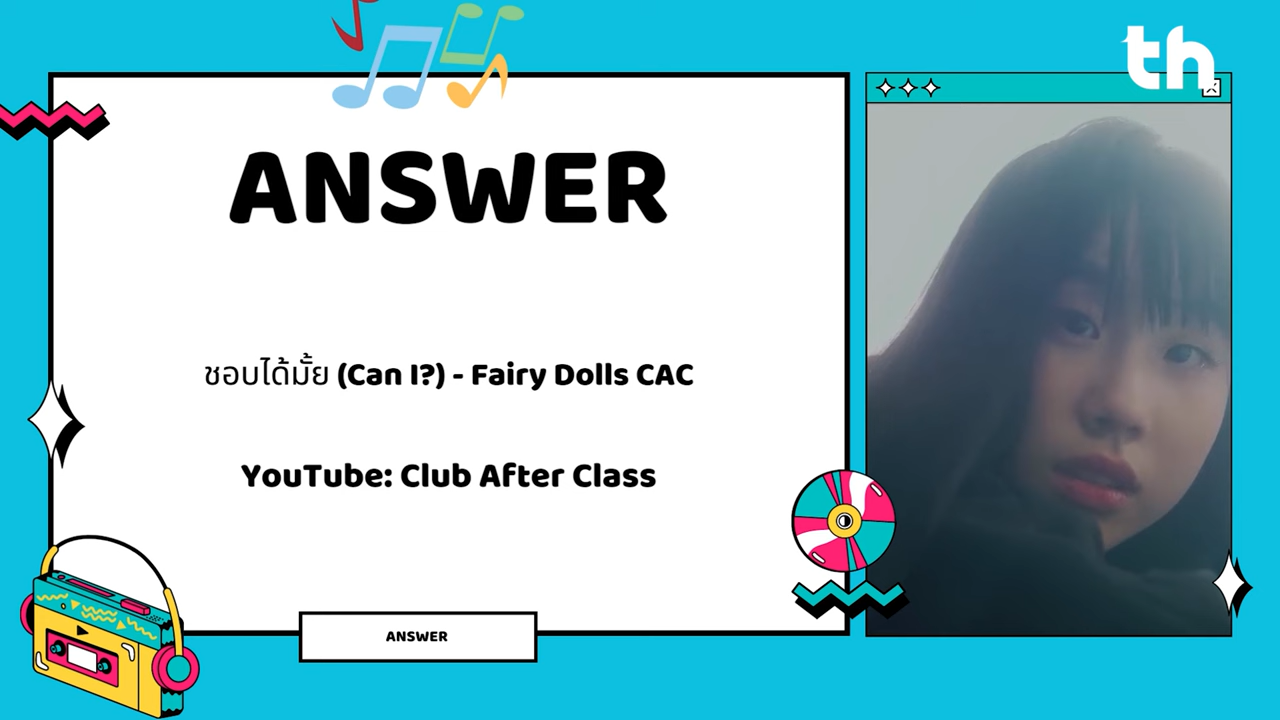 th
ANSWER
ชอบได้มั้ย (Can I?) - Fairy Dolls CAC
YouTube: Club After Class
ANSWER